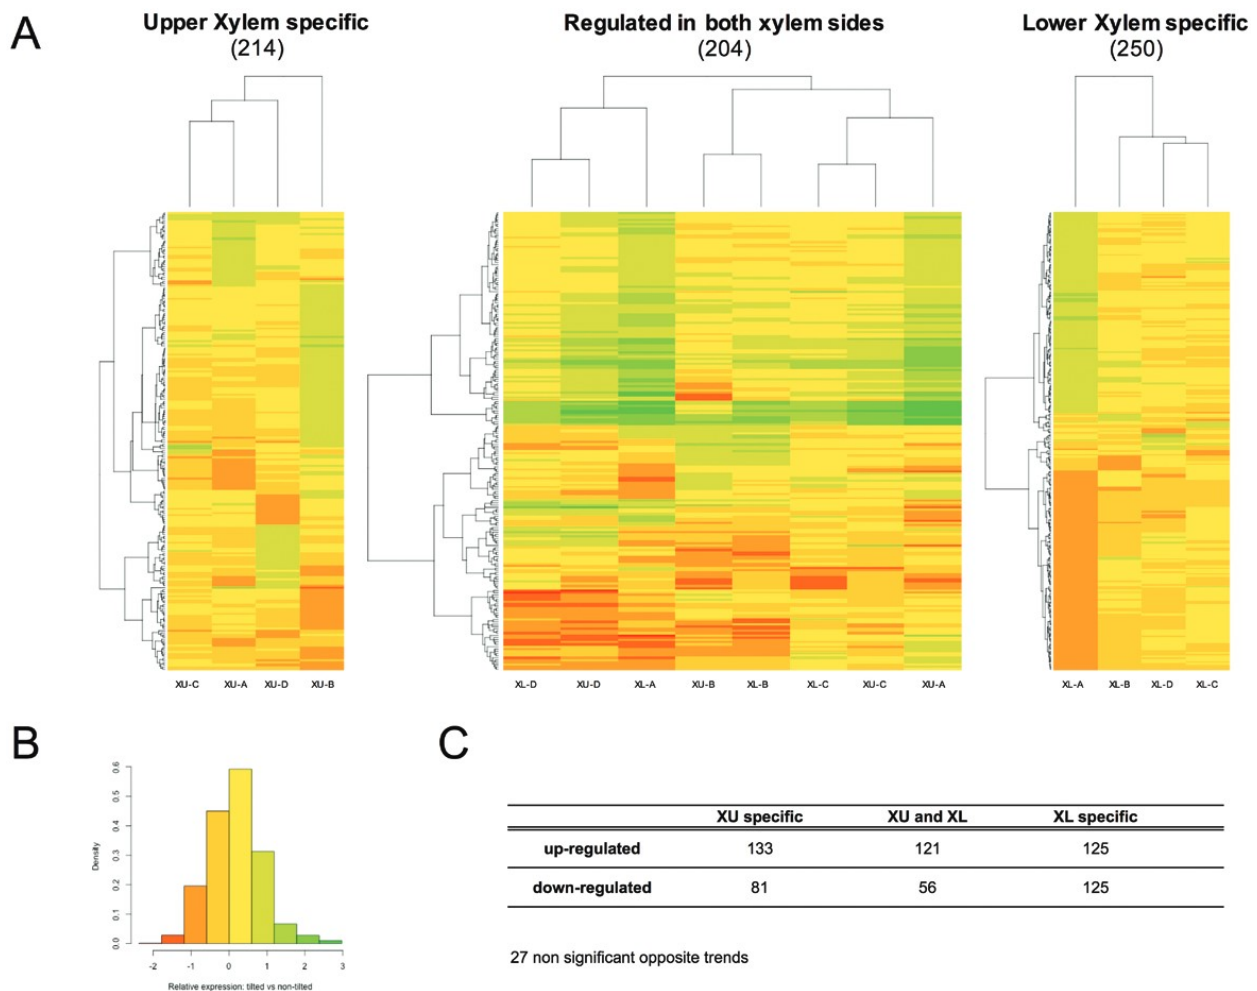 A
Upper Xylem specific
(214)
Regulated in both xylem sides
(204)
Lower Xylem specific
(250)
XU-C XU-A XU-D XU-B
XL-D XU-D XL-A XU-B XL-B XL-C XU-C XU-A
XL-A XL-B XL-D XL-C
B
Density
0.6
0.5
0.4
0.3
0.2
0.1
0.0
-2 -1 0 1 2 3
Relative expression: tilted vs non-tilted
C
XU specific XU and XL XL specific
up-regulated 133 121 125
down-regulated 81 56 125
27 non significant opposite trends